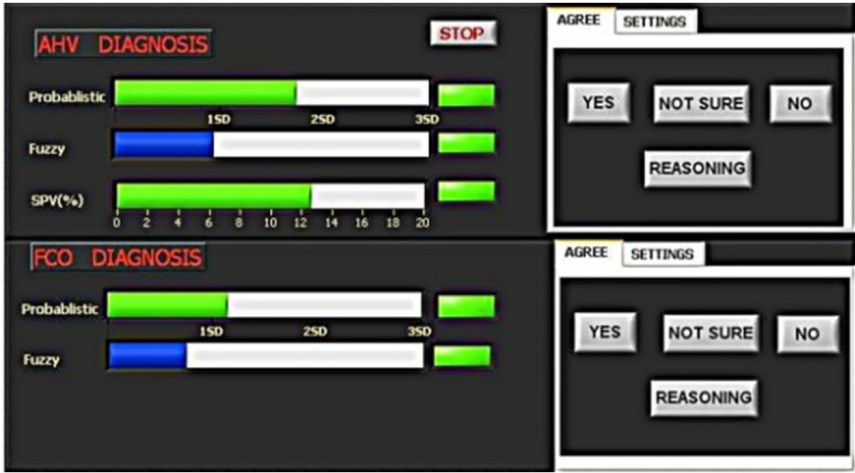 AHV DIAGNOSIS
STOP
AGREE SETTINGS
Probablistic
1SD 2SD 3SD
YES NOT SURE NO
Fuzzy
REASONING
SPV(%)
0 2 4 6 8 10 12 14 16 18 20
FCO DIAGNOSIS
AGREE SETTINGS
Probablistic
1SD 2SD 3SD
YES NOT SURE NO
Fuzzy
REASONING